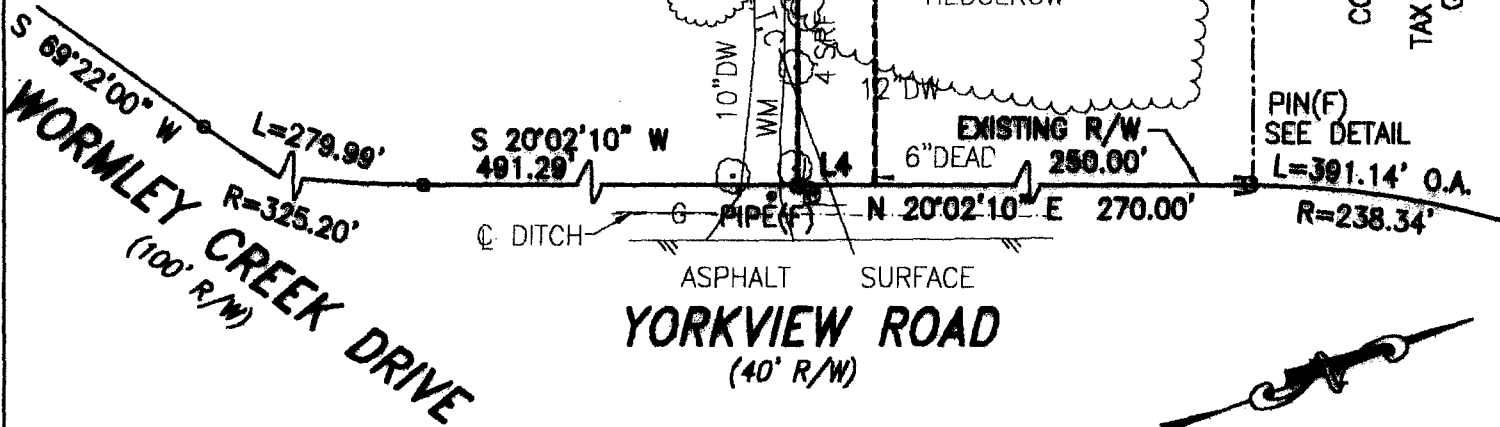 HEDGEROW
CO
TAX
G
S 69°22'00" W
L=279.99'
R=325.20'
WORMLEY CREEK DRIVE
(100' R/W)
S 20°02'10" W
491.29'
10"DW
WM
4"SRF
12"DW
6"DEAD
L4
EXISTING R/W
250.00'
PIN(F)
SEE DETAIL
L=391.14' O.A.
R=238.34'
N 20°02'10" E 270.00'
G
PIPE(F)
℄ DITCH
ASPHALT SURFACE
YORKVIEW ROAD
(40' R/W)
N